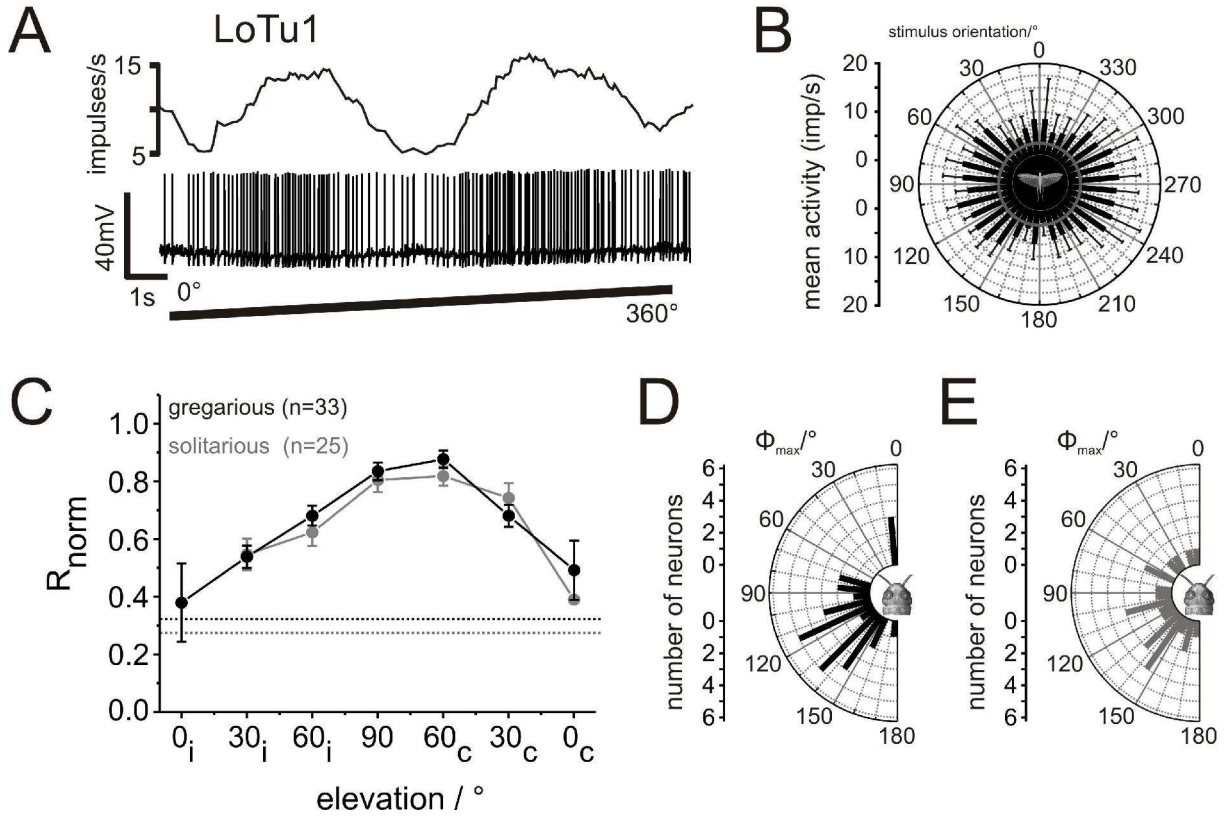 A
LoTu1
impulses/s
15
5
40mV
1s
0°
360°
B
stimulus orientation/°
mean activity (imp/s)
20
10
0
0
10
20
0
30
60
90
120
150
180
210
240
270
300
330
C
gregarious (n=33)
solitarious (n=25)
Rnorm
1.0
0.8
0.6
0.4
0.2
0.0
0i 30i 60i 90 60c 30c 0c
elevation / °
D
Φmax/°
number of neurons
6
4
2
0
0
2
4
6
0
30
60
90
120
150
180
E
Φmax/°
number of neurons
6
4
2
0
0
2
4
6
0
30
60
90
120
150
180